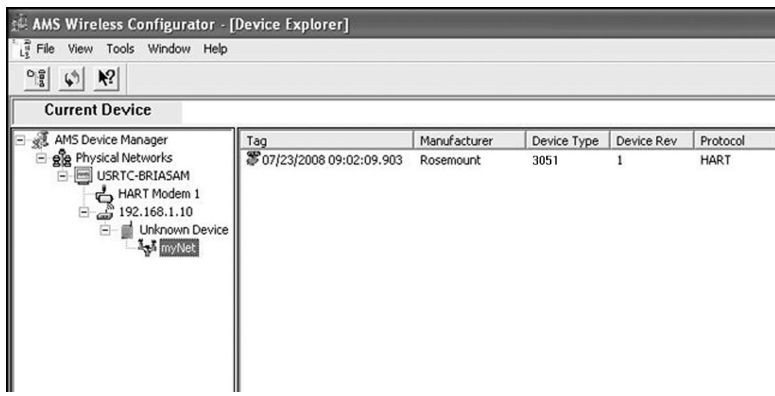 AMS Wireless Configurator - [Device Explorer]
File View Tools Window Help
Current Device
AMS Device Manager
Physical Networks
USRTC-BRIASAM
HART Modem 1
192.168.1.10
Unknown Device
myNet
Tag Manufacturer Device Type Device Rev Protocol
07/23/2008 09:02:09.903 Rosemount 3051 1 HART